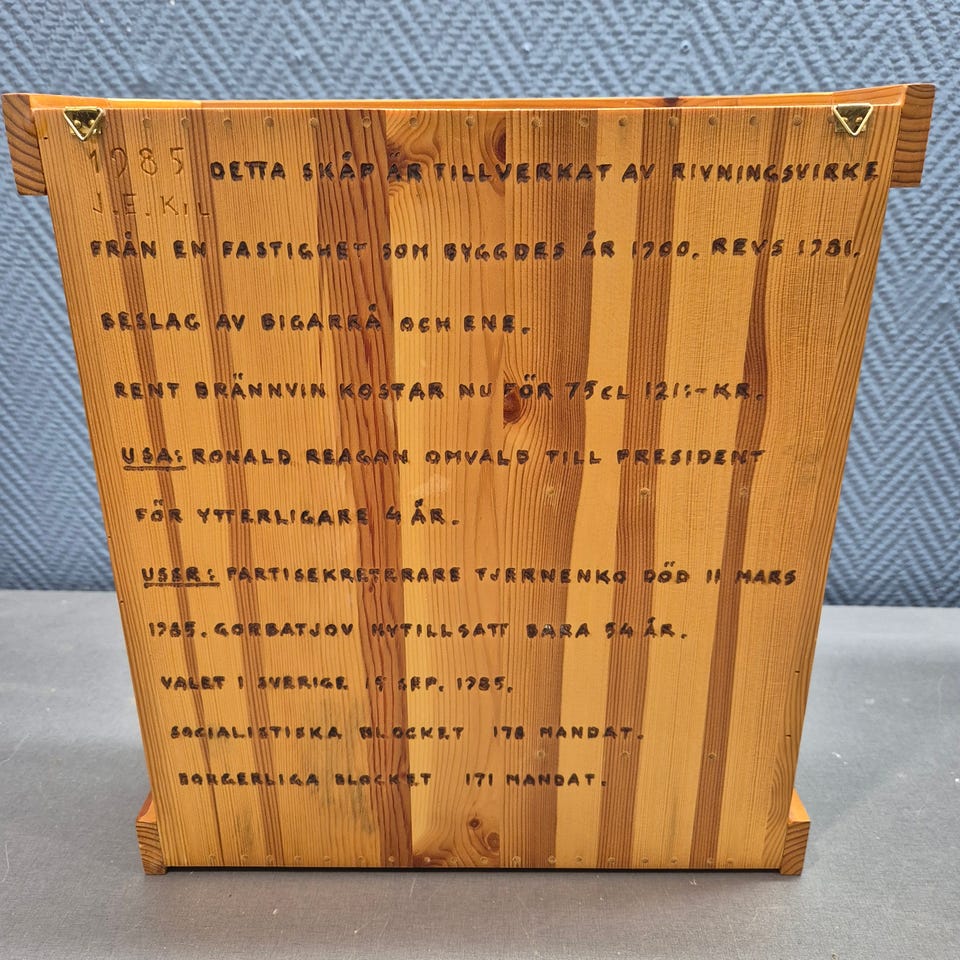 1985
DETTA SKÅP ÄR TILLVERKAT AV RIVNINGSVIRKE
J.E. KIL
FRÅN EN FASTIGHET SOM BYGGDES ÅR 1900. REVS 1981.
BESLAG AV BIGARRÅ OCH ENE.
RENT BRÄNNVIN KOSTAR NU FÖR 75 CL 121:- KR.
USA: RONALD REAGAN OMVALD TILL PRESIDENT
FÖR YTTERLIGARE 4 ÅR.
USSR: PARTISEKRETERARE TJERNENKO DÖD 11 MARS
1985. GORBATJOV NYTILLSATT BARA 54 ÅR.
VALET I SVERIGE 15 SEP. 1985.
SOCIALISTISKA BLOCKET 178 MANDAT.
BORGERLIGA BLOCKET 171 MANDAT.